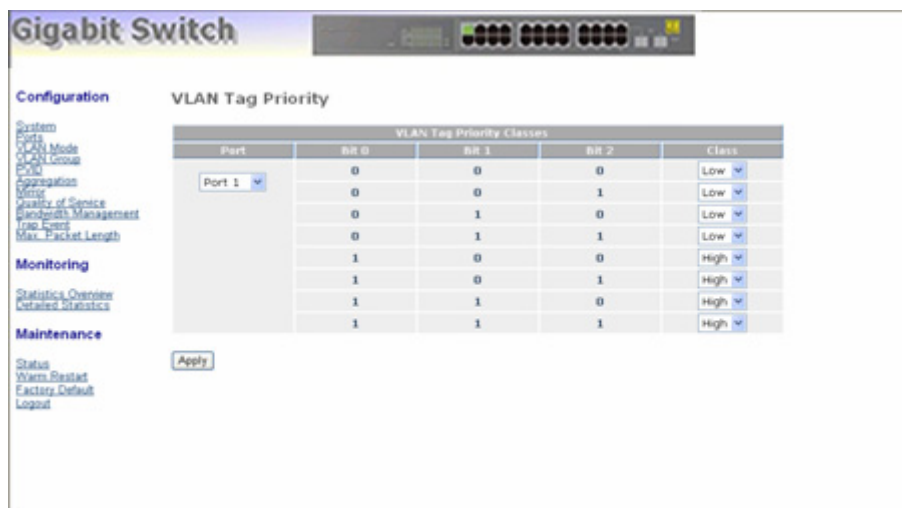 Gigabit Switch
Configuration
System
Ports
VLAN Mode
VLAN Group
PVID
Aggregation
Mirror
Quality of Service
Bandwidth Management
Trap Event
Max. Packet Length
Monitoring
Statistics Overview
Detailed Statistics
Maintenance
Status
Warm Restart
Factory Default
Logout
VLAN Tag Priority
VLAN Tag Priority Classes
Port Bit 0 Bit 1 Bit 2 Class
Port 1 0 0 0 Low
0 0 1 Low
0 1 0 Low
0 1 1 Low
1 0 0 High
1 0 1 High
1 1 0 High
1 1 1 High
Apply